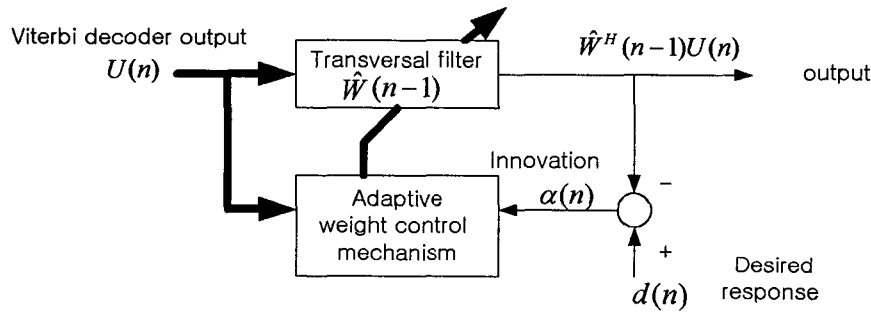 Viterbi decoder output
U(n)
Transversal filter
Ŵ(n−1)
Ŵ^H(n−1)U(n)
output
Adaptive
weight control
mechanism
Innovation
α(n)
−
+
d(n)
Desired
response